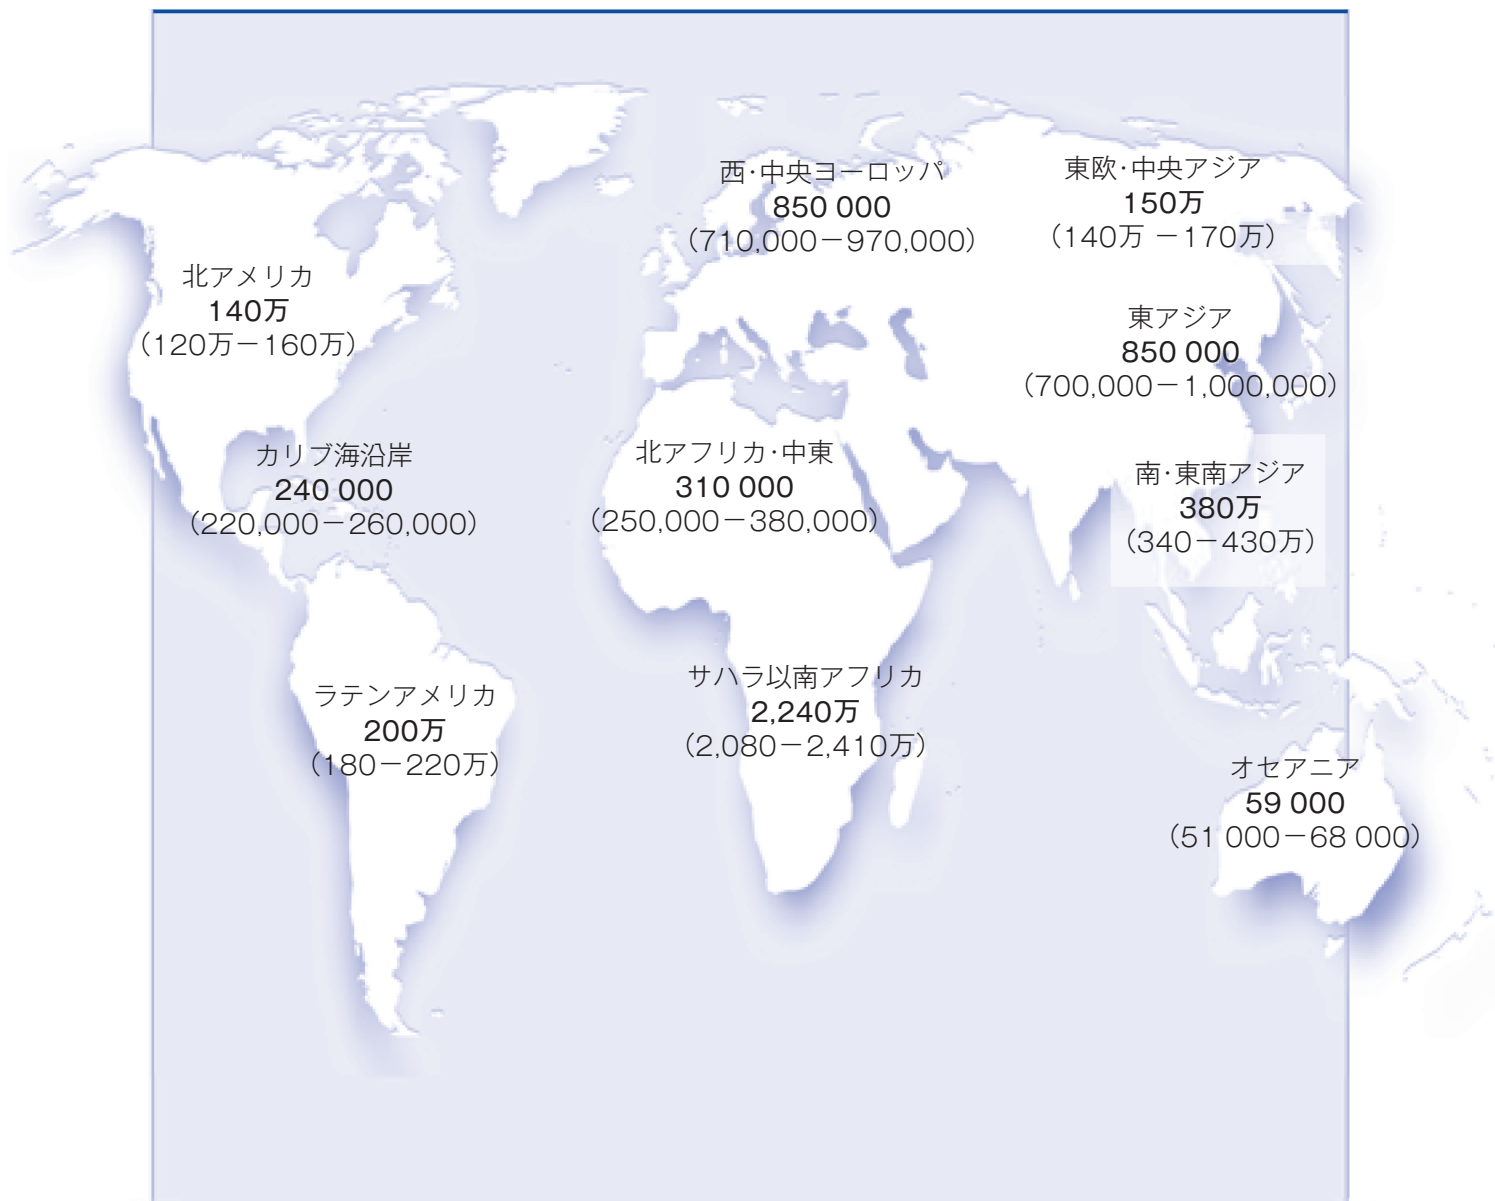 西·中央ヨーロッパ
850 000
（710,000－970,000）
東欧·中央アジア
150万
（140万 －170万）
北アメリカ
140万
（120万－160万）
東アジア
850 000
（700,000－1,000,000）
カリブ海沿岸
240 000
（220,000－260,000）
北アフリカ·中東
310 000
（250,000－380,000）
南·東南アジア
380万
（340－430万）
ラテンアメリカ
200万
（180－220万）
サハラ以南アフリカ
2,240万
（2,080－2,410万）
オセアニア
59 000
（51 000－68 000）